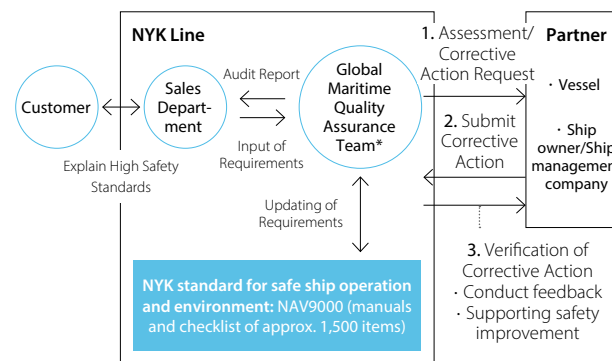 NYK Line
Customer
Sales
Depart-
ment
Explain High Safety
Standards
Audit Report
Input of
Requirements
Global
Maritime
Quality
Assurance
Team*
Updating of
Requirements
NYK standard for safe ship operation
and environment: NAV9000 (manuals
and checklist of approx. 1,500 items)
1. Assessment/
Corrective
Action Request
2. Submit
Corrective
Action
3. Verification of
Corrective Action
· Conduct feedback
· Supporting safety
improvement
Partner
· Vessel
· Ship
owner/Ship
management
company